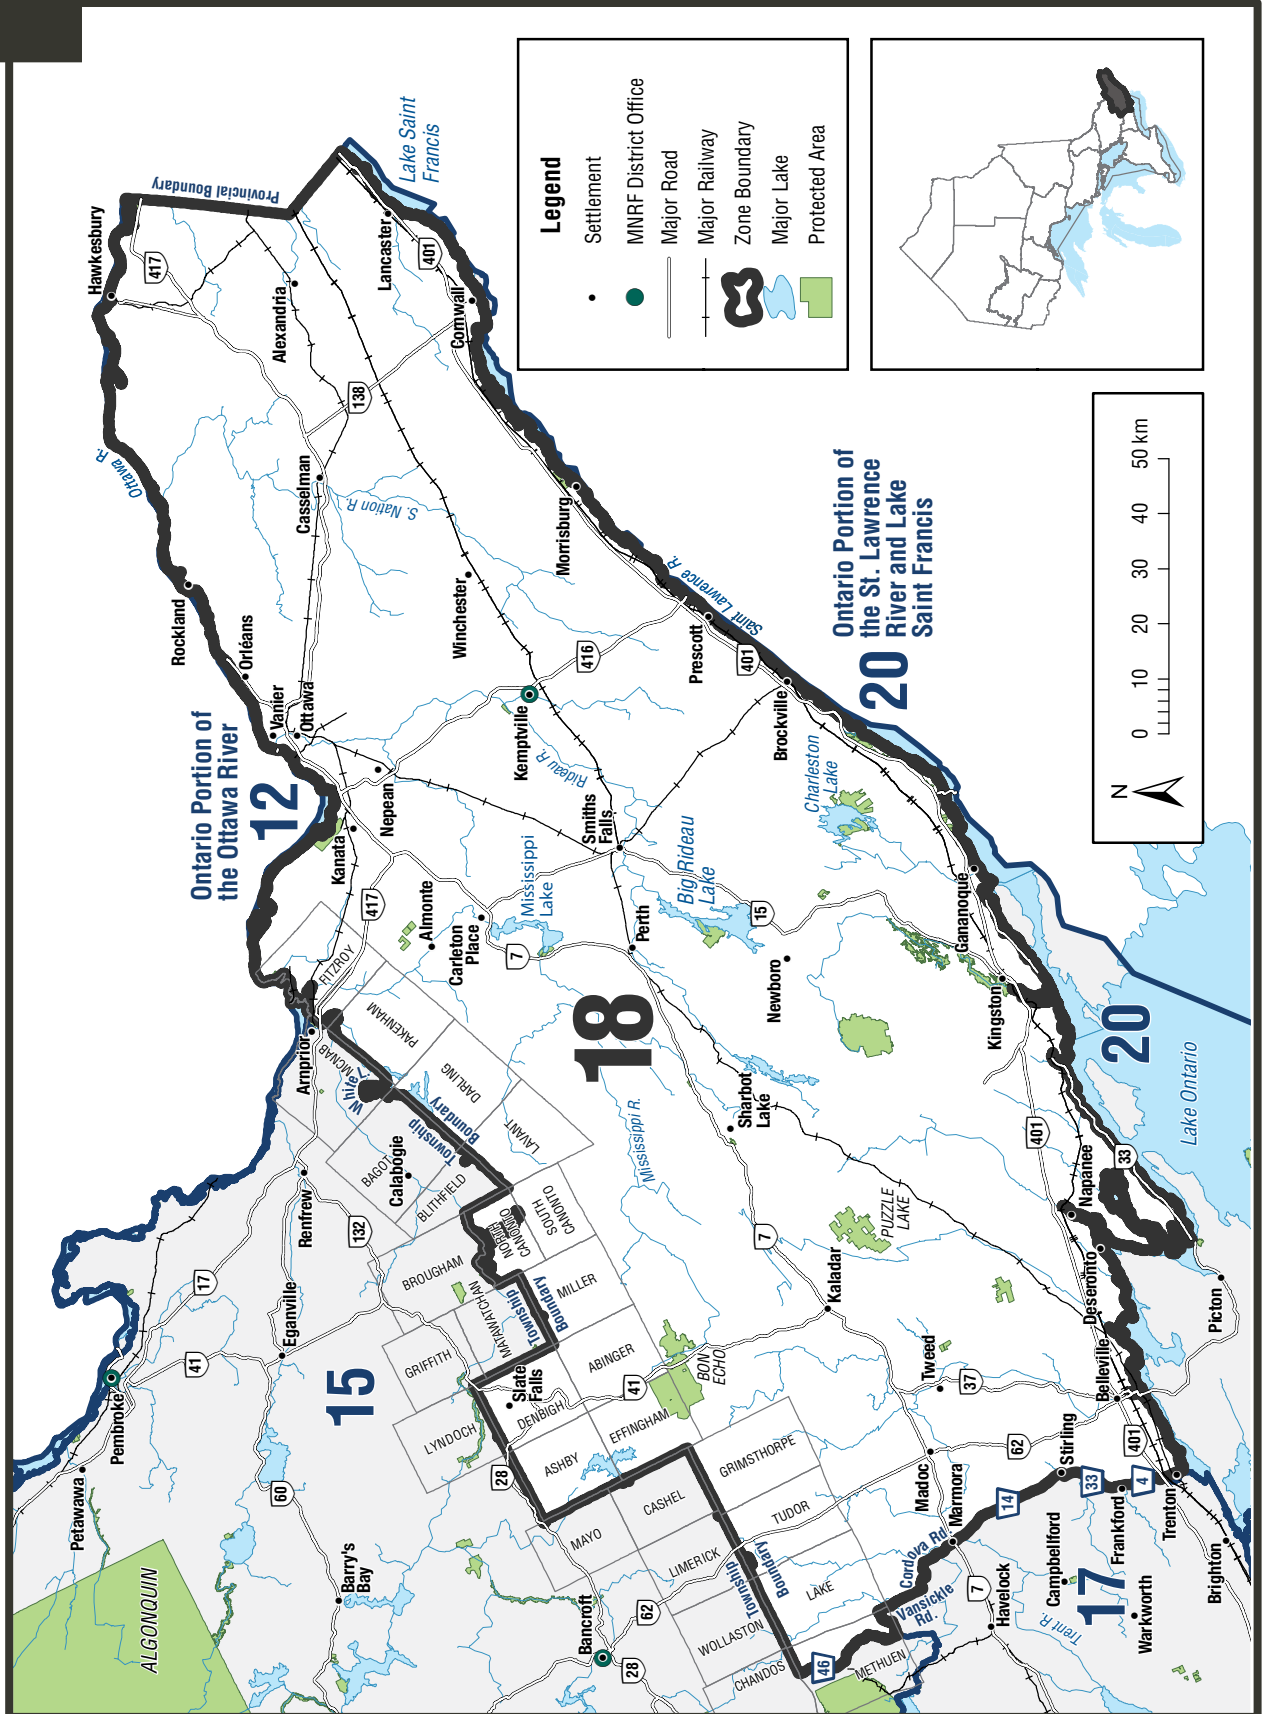 Hawkesbury
Provincial Boundary
417
Alexandria
Lancaster
Lake Saint
Francis
401
Cornwall
138
Ottawa R.
Casselman
S. Nation R.
Morrisburg
Rockland
Orléans
Winchester
Saint Lawrence R.
Vanier
Ottawa
416
Prescott
401
Ontario Portion of
the Ottawa River
12
Nepean
Kemptville
Rideau R.
Brockville
Kanata
417
Smiths
Falls
Charleston
Lake
Ontario Portion of
the St. Lawrence
River and Lake
Saint Francis
20
Almonte
Carleton
Place
Mississippi
Lake
7
Perth
Big Rideau
Lake
15
Newboro
Gananoque
Kingston
FITZROY
Arnprior
MCNAB
PAKENHAM
White L.
DARLING
LAVANT
Township
Boundary
18
Sharbot
Lake
Mississippi R.
401
20
Lake Ontario
Renfrew
132
BAGOT
Calabogie
BLITHFIELD
NORTH
CANONTO
SOUTH
CANONTO
7
PUZZLE
LAKE
Napanee
33
17
41
Eganville
BROUGHAM
MATAWATCHAN
Township
Boundary
MILLER
Kaladar
Deseronto
Picton
Pembroke
15
GRIFFITH
LYNDOCH
Slate
Falls
DENBIGH
ABINGER
41
BON
ECHO
Tweed
37
Belleville
Petawawa
60
28
ASHBY
EFFINGHAM
GRIMSTHORPE
Madoc
62
Stirling
401
MAYO
CASHEL
TUDOR
Marmora
14
33
4
Frankford
Trenton
ALGONQUIN
Barry's
Bay
Bancroft
62
28
LIMERICK
Township
Boundary
LAKE
Cordova Rd.
Vansickle
Rd.
7
Havelock
Campbellford
17
Trent R.
Warkworth
Brighton
WOLLASTON
CHANDOS
46
METHUEN
Legend
Settlement
MNRF District Office
Major Road
Major Railway
Zone Boundary
Major Lake
Protected Area
N
0 10 20 30 40 50 km